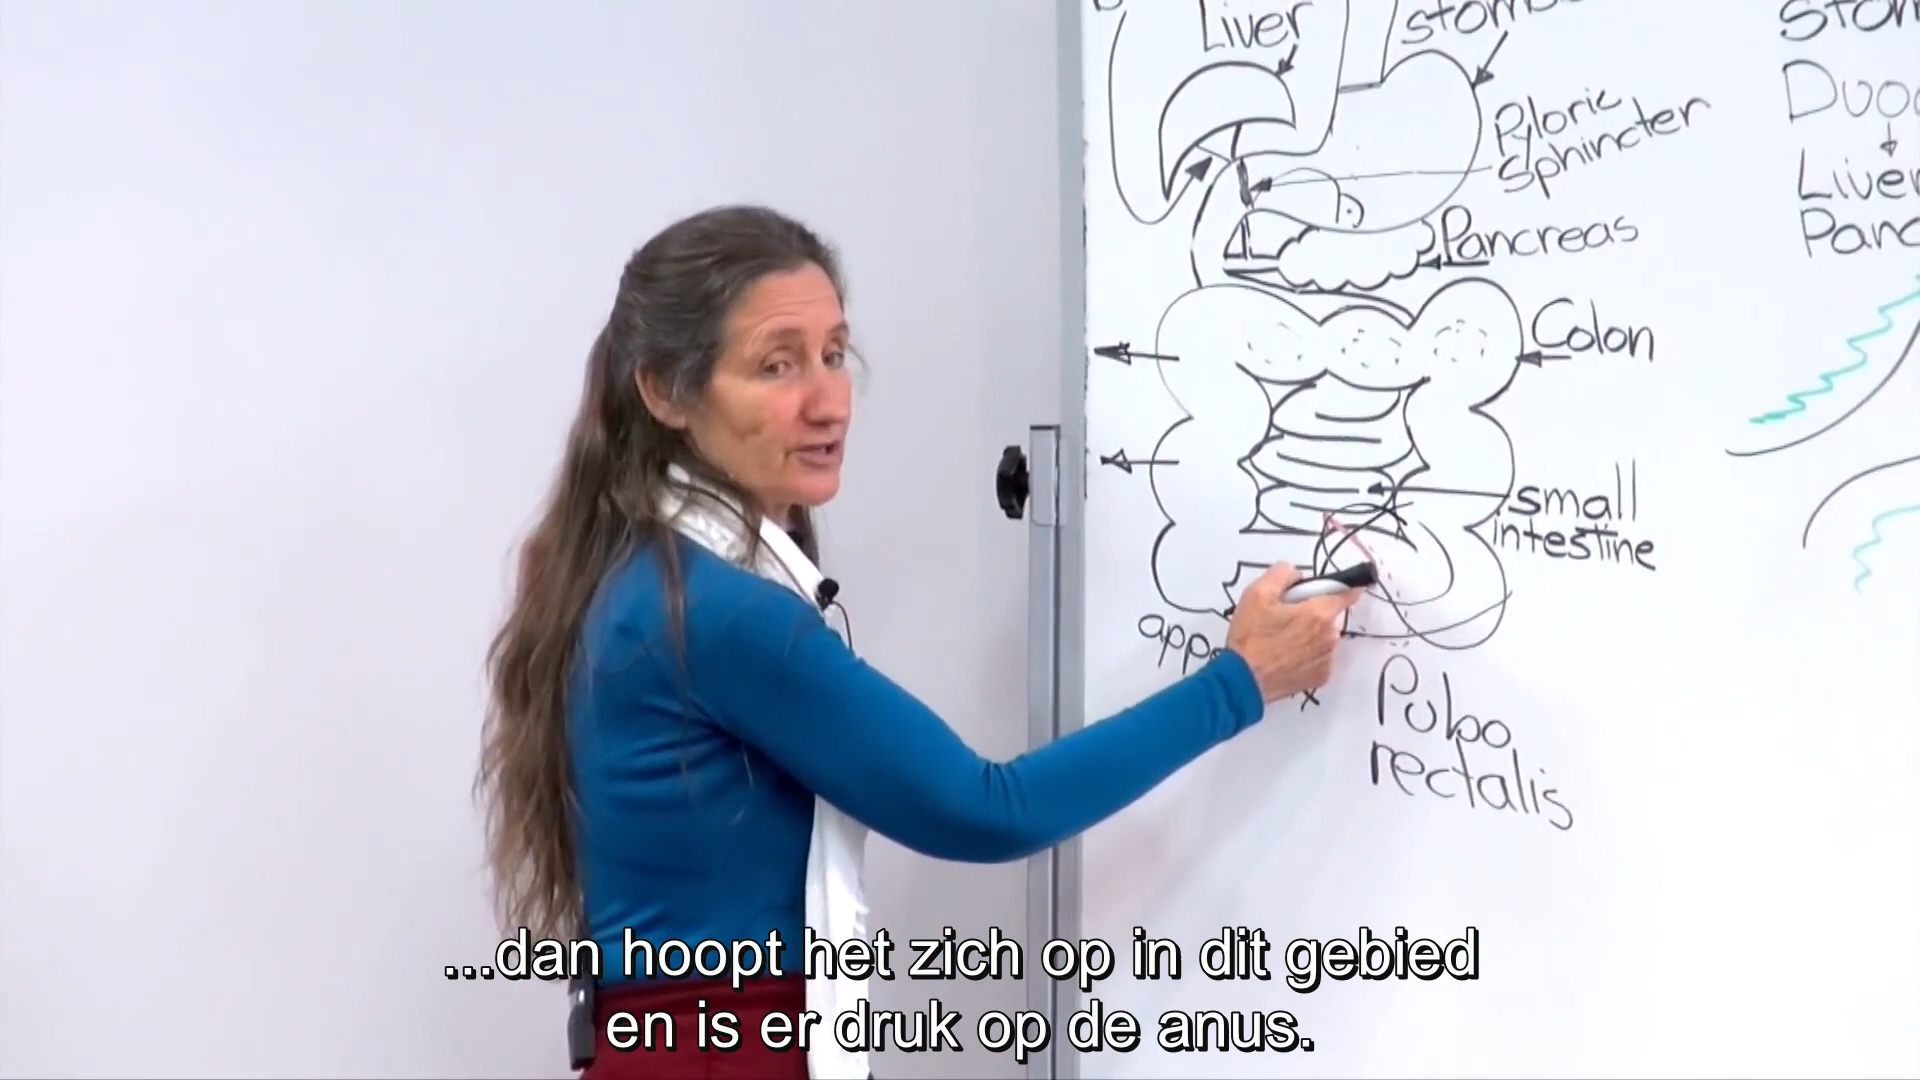 Liver
Pyloric
Sphincter
Pancreas
Colon
small
intestine
Pubo
rectalis
...dan hoopt het zich op in dit gebied
en is er druk op de anus.